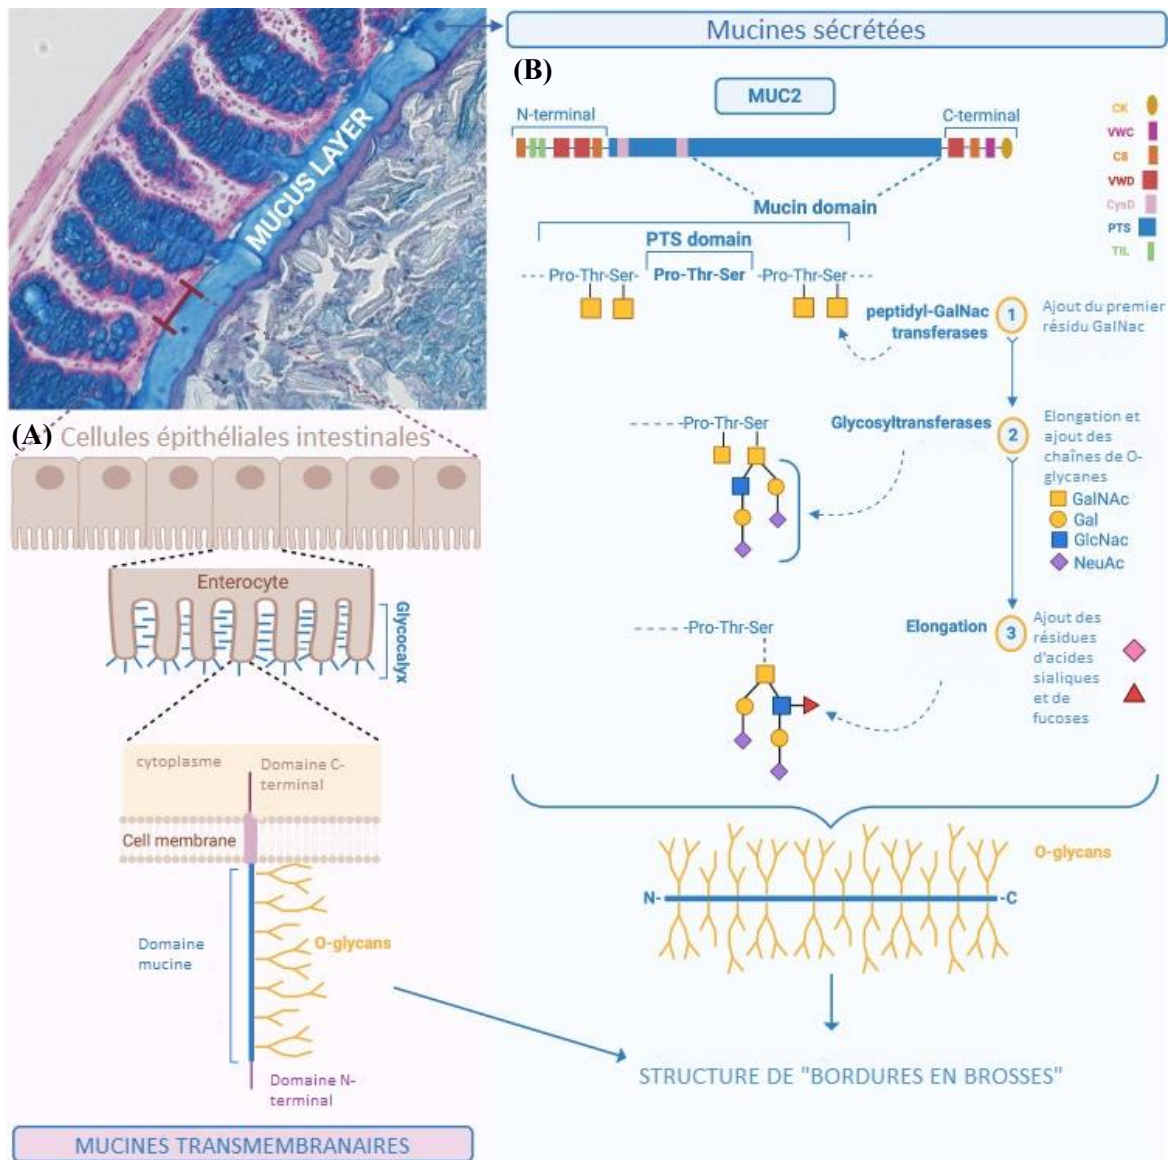 Mucines sécrétées
(B)
MUC2
N-terminal
C-terminal
CK
VWC
C8
VWD
CysD
PTS
TIL
MUCUS LAYER
Mucin domain
PTS domain
Pro-Thr-Ser-
Pro-Thr-Ser
-Pro-Thr-Ser
peptidyl-GalNac
transferases
1
Ajout du premier
résidu GalNac
(A)
Cellules épithéliales intestinales
-Pro-Thr-Ser
Glycosyltransferases
2
Elongation et
ajout des
chaînes de O-
glycanes
GalNAc
Gal
GlcNac
NeuAc
Enterocyte
Glycocalyx
-Pro-Thr-Ser
Elongation
3
Ajout des
résidues
d'acides
sialiques
et de
fucoses
cytoplasme
Domaine C-
terminal
Cell membrane
Domaine
mucine
O-glycans
Domaine N-
terminal
O-glycans
N-
-C
STRUCTURE DE "BORDURES EN BROSSES"
MUCINES TRANSMEMBRANAIRES